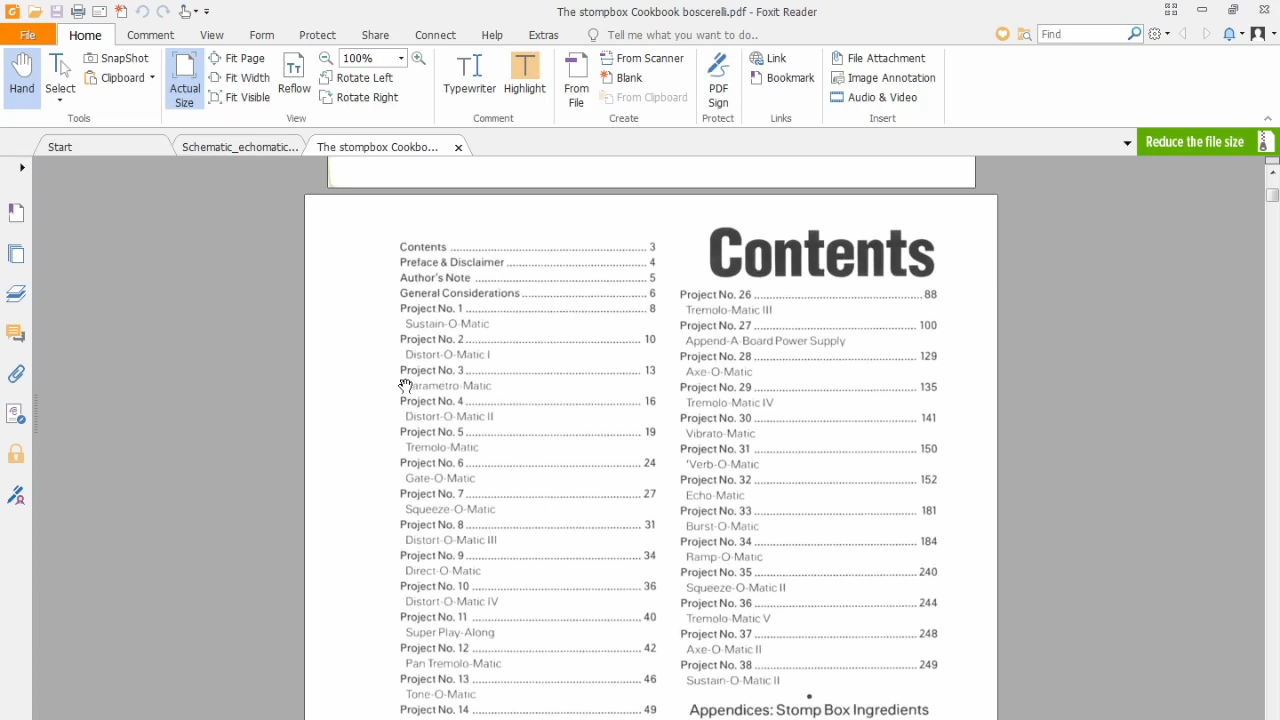 The stompbox Cookbook boscerelli.pdf - Foxit Reader
File
Home
Comment
View
Form
Protect
Share
Connect
Help
Extras
Tell me what you want to do..
Find
Hand
Select
SnapShot
Clipboard
Tools
Actual
Size
Fit Page
Fit Width
Fit Visible
Reflow
100%
Rotate Left
Rotate Right
View
Typewriter
Highlight
Comment
From
File
From Scanner
Blank
From Clipboard
Create
PDF
Sign
Protect
Link
Bookmark
Links
File Attachment
Image Annotation
Audio & Video
Insert
Start
Schematic_echomatic...
The stompbox Cookbo...
Reduce the file size
Contents ........ 3
Preface & Disclaimer ........ 4
Author's Note ........ 5
General Considerations ........ 6
Project No. 1 ........ 8
Sustain-O-Matic
Project No. 2 ........ 10
Distort-O-Matic I
Project No. 3 ........ 13
Parametro-Matic
Project No. 4 ........ 16
Distort-O-Matic II
Project No. 5 ........ 19
Tremolo-Matic
Project No. 6 ........ 24
Gate-O-Matic
Project No. 7 ........ 27
Squeeze-O-Matic
Project No. 8 ........ 31
Distort-O-Matic III
Project No. 9 ........ 34
Direct-O-Matic
Project No. 10 ........ 36
Distort-O-Matic IV
Project No. 11 ........ 40
Super Play-Along
Project No. 12 ........ 42
Pan Tremolo-Matic
Project No. 13 ........ 46
Tone-O-Matic
Project No. 14 ........ 49
Contents
Project No. 26 ........ 88
Tremolo-Matic III
Project No. 27 ........ 100
Append-A-Board Power Supply
Project No. 28 ........ 129
Axe-O-Matic
Project No. 29 ........ 135
Tremolo-Matic IV
Project No. 30 ........ 141
Vibrato-Matic
Project No. 31 ........ 150
'Verb-O-Matic
Project No. 32 ........ 152
Echo-Matic
Project No. 33 ........ 181
Burst-O-Matic
Project No. 34 ........ 184
Ramp-O-Matic
Project No. 35 ........ 240
Squeeze-O-Matic II
Project No. 36 ........ 244
Tremolo-Matic V
Project No. 37 ........ 248
Axe-O-Matic II
Project No. 38 ........ 249
Sustain-O-Matic II
•
Appendices: Stomp Box Ingredients